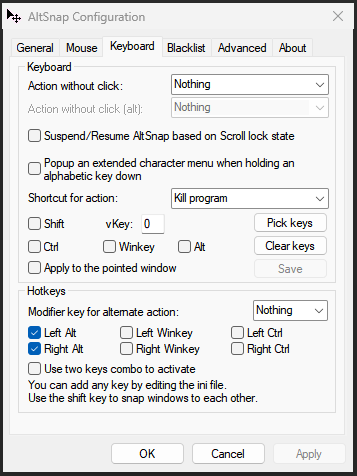 AltSnap Configuration
General Mouse Keyboard Blacklist Advanced About
Keyboard
Action without click: Nothing
Action without click (alt): Nothing
Suspend/Resume AltSnap based on Scroll lock state
Popup an extended character menu when holding an
alphabetic key down
Shortcut for action: Kill program
Shift vKey: 0 Pick keys
Ctrl Winkey Alt Clear keys
Apply to the pointed window Save
Hotkeys
Modifier key for alternate action: Nothing
Left Alt Left Winkey Left Ctrl
Right Alt Right Winkey Right Ctrl
Use two keys combo to activate
You can add any key by editing the ini file.
Use the shift key to snap windows to each other.
OK Cancel Apply